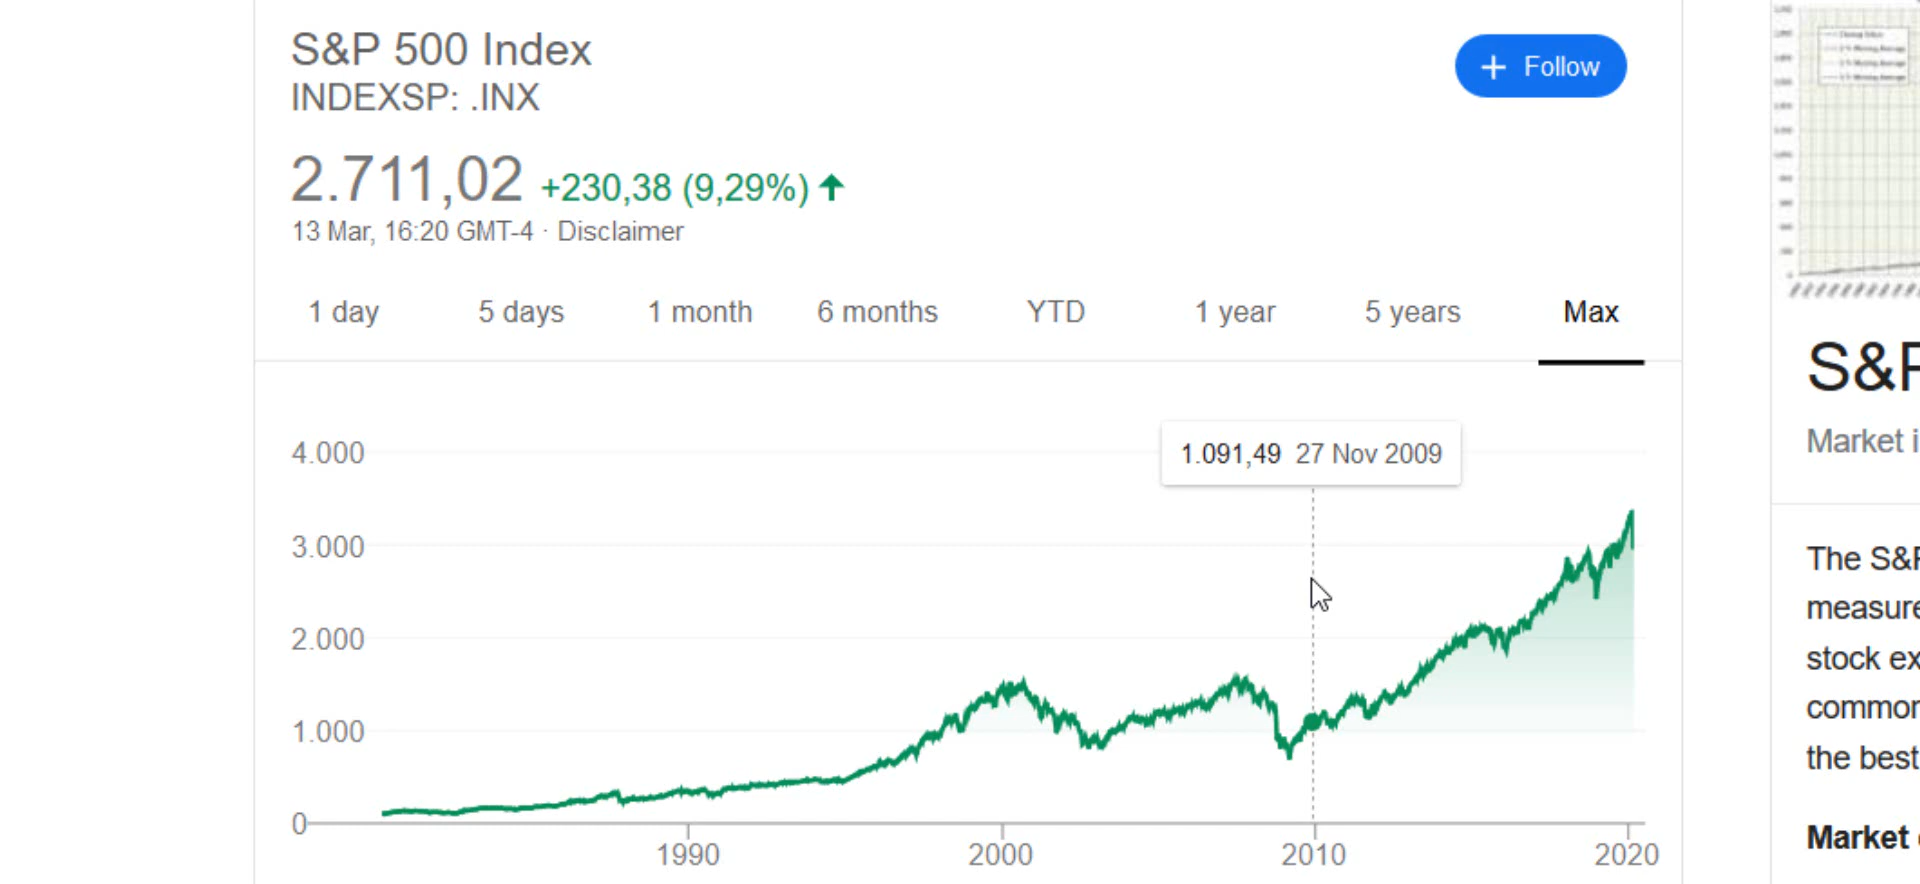 S&P 500 Index
INDEXSP: .INX
+ Follow
2.711,02 +230,38 (9,29%)
13 Mar, 16:20 GMT-4 · Disclaimer
1 day 5 days 1 month 6 months YTD 1 year 5 years Max
1.091,49 27 Nov 2009
4.000
3.000
2.000
1.000
0
1990 2000 2010 2020
Market
The
stock
the best
Market